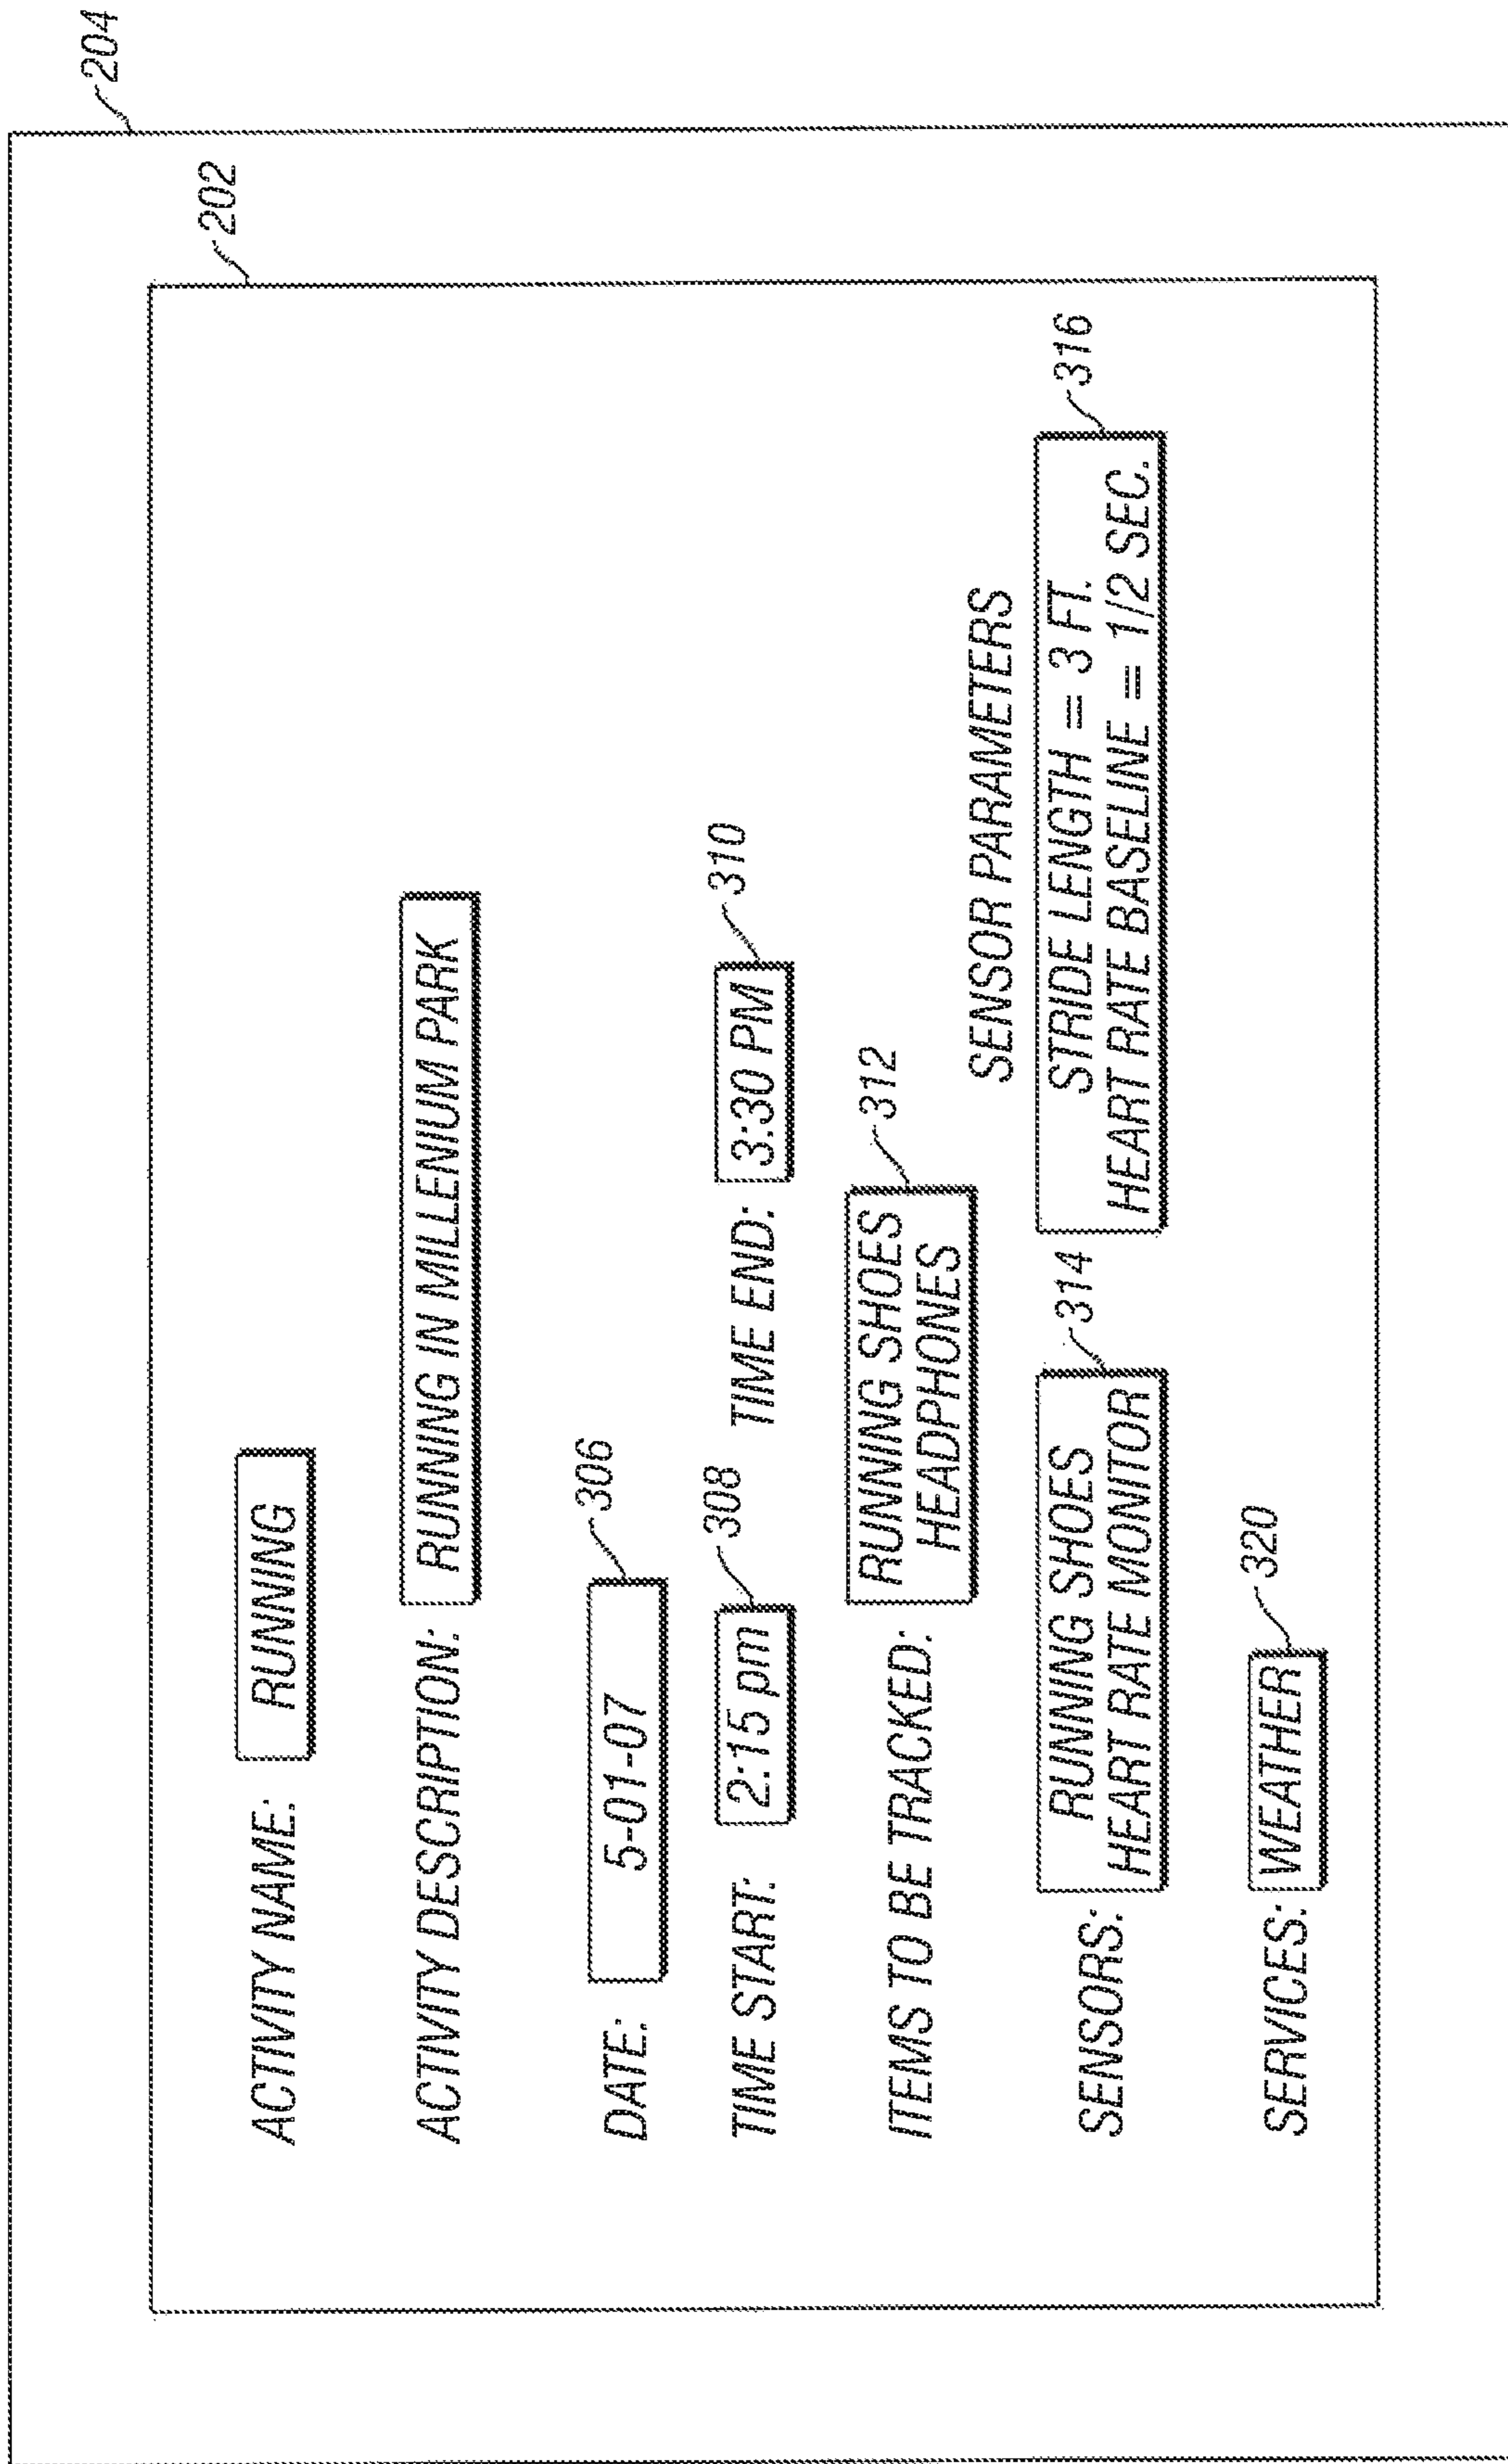 204
202
ACTIVITY NAME: RUNNING
ACTIVITY DESCRIPTION: RUNNING IN MILLENIUM PARK
DATE: 5-01-07 306
TIME START: 2:15 pm 308 TIME END: 3:30 PM 310
ITEMS TO BE TRACKED: RUNNING SHOES 312
HEADPHONES
SENSOR PARAMETERS
SENSORS: RUNNING SHOES 314 STRIDE LENGTH = 3 FT. 316
HEART RATE MONITOR HEART RATE BASELINE = 1/2 SEC.
SERVICES: WEATHER 320